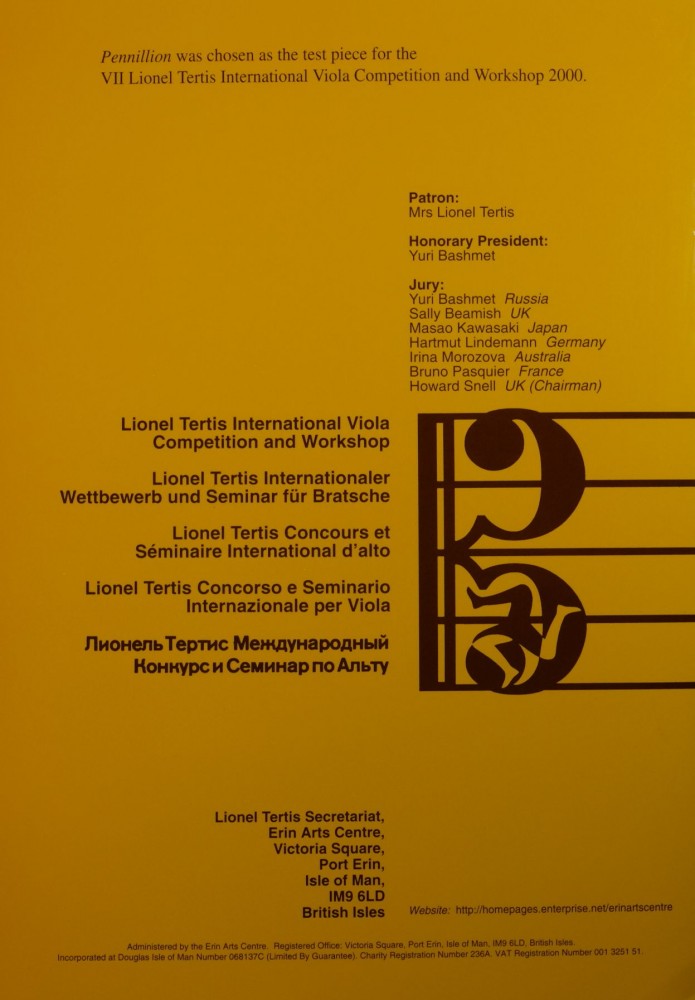 Pennillion was chosen as the test piece for the
VII Lionel Tertis International Viola Competition and Workshop 2000.
Patron:
Mrs Lionel Tertis
Honorary President:
Yuri Bashmet
Jury:
Yuri Bashmet Russia
Sally Beamish UK
Masao Kawasaki Japan
Hartmut Lindemann Germany
Irina Morozova Australia
Bruno Pasquier France
Howard Snell UK (Chairman)
Lionel Tertis International Viola
Competition and Workshop
Lionel Tertis Internationaler
Wettbewerb und Seminar für Bratsche
Lionel Tertis Concours et
Séminaire International d'alto
Lionel Tertis Concorso e Seminario
Internazionale per Viola
Лионель Тертис Международный
Конкурс и Семинар по Альту
Lionel Tertis Secretariat,
Erin Arts Centre,
Victoria Square,
Port Erin,
Isle of Man,
IM9 6LD
British Isles
Website: http://homepages.enterprise.net/erinartscentre
Administered by the Erin Arts Centre. Registered Office: Victoria Square, Port Erin, Isle of Man, IM9 6LD, British Isles.
Incorporated at Douglas Isle of Man Number 068137C (Limited By Guarantee). Charity Registration Number 236A. VAT Registration Number 001 3251 51.